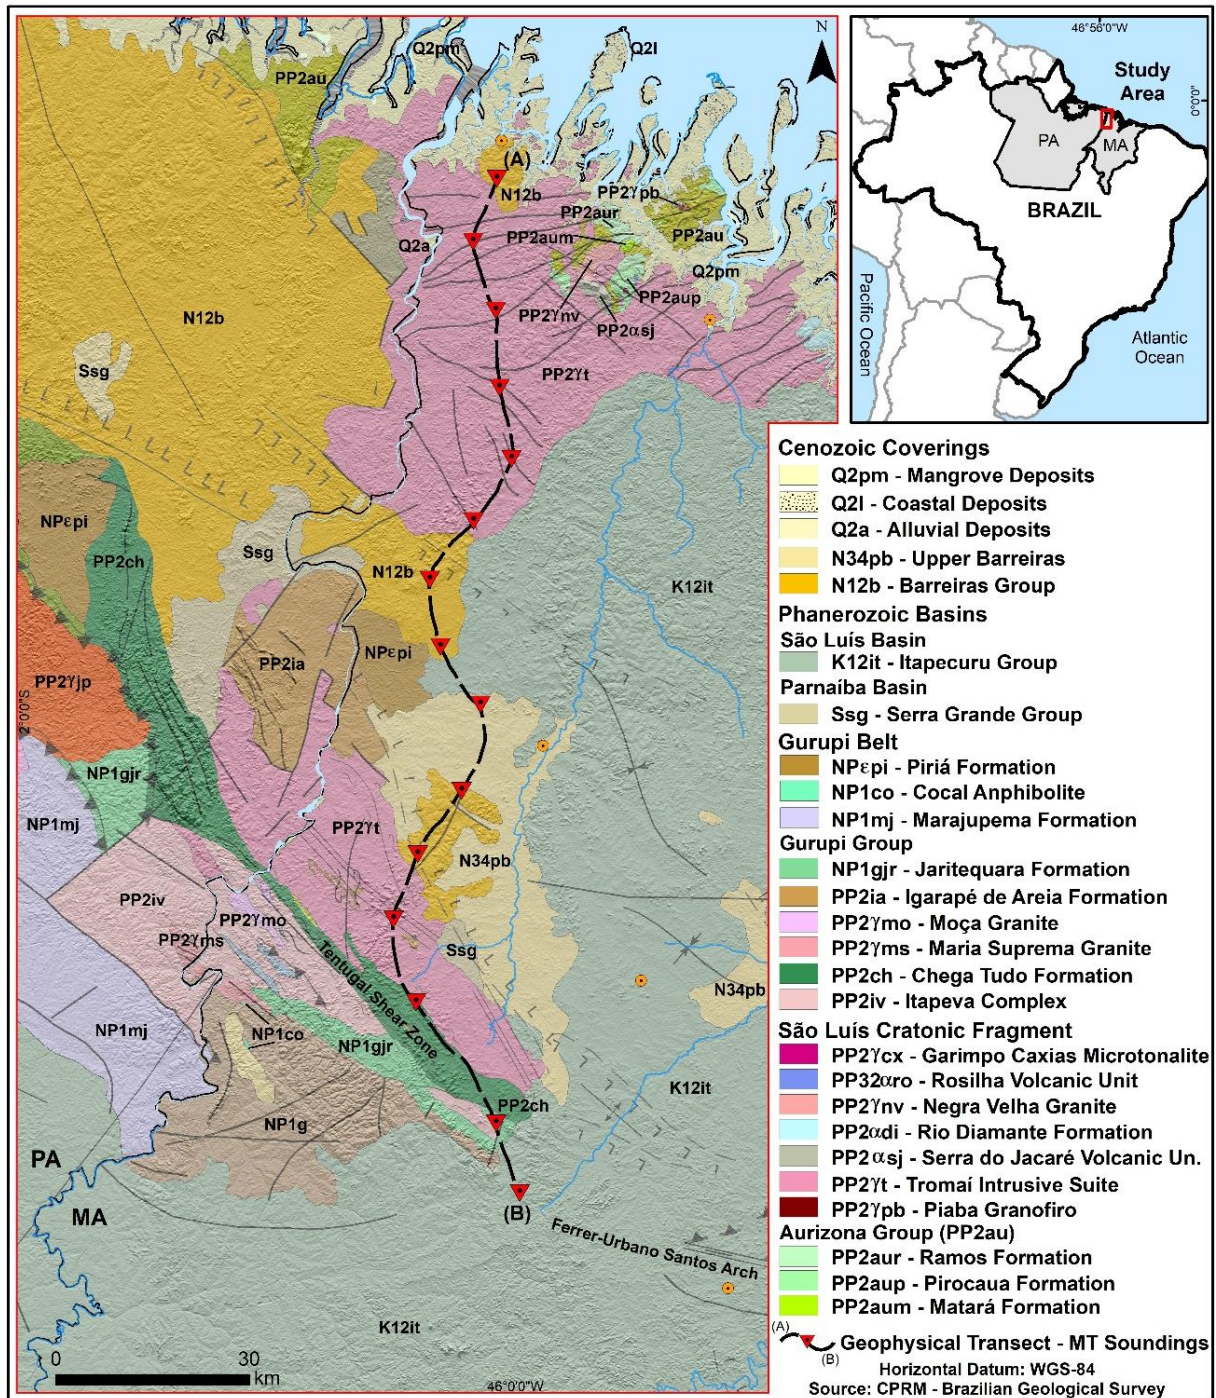 N
Q2pm
Q2l
PP2au
(A)
N12b
PP2γpb
PP2aur
PP2aum
PP2au
Q2a
Q2pm
PP2aup
PP2γnv
PP2αsj
N12b
Ssg
PP2γt
NPεpi
PP2ch
Ssg
N12b
K12it
NPεpi
PP2ia
PP2γjp
2°0'0"S
NP1gjr
NP1mj
PP2γt
N34pb
PP2iv
PP2γmo
PP2γms
Ssg
Tentugal Shear Zone
N34pb
NP1mj
NP1co
NP1gjr
K12it
PP2ch
NP1g
PA
MA
(B)
Ferrer-Urbano Santos Arch
K12it
0 30
km
46°0'0"W
46°56'0"W
Study
Area
0°0'0"
PA
MA
BRAZIL
Pacific Ocean
Atlantic
Ocean
Cenozoic Coverings
Q2pm - Mangrove Deposits
Q2l - Coastal Deposits
Q2a - Alluvial Deposits
N34pb - Upper Barreiras
N12b - Barreiras Group
Phanerozoic Basins
São Luís Basin
K12it - Itapecuru Group
Parnaíba Basin
Ssg - Serra Grande Group
Gurupi Belt
NPεpi - Piriá Formation
NP1co - Cocal Anphibolite
NP1mj - Marajupema Formation
Gurupi Group
NP1gjr - Jaritequara Formation
PP2ia - Igarapé de Areia Formation
PP2γmo - Moça Granite
PP2γms - Maria Suprema Granite
PP2ch - Chega Tudo Formation
PP2iv - Itapeva Complex
São Luís Cratonic Fragment
PP2γcx - Garimpo Caxias Microtonalite
PP32αro - Rosilha Volcanic Unit
PP2γnv - Negra Velha Granite
PP2αdi - Rio Diamante Formation
PP2αsj - Serra do Jacaré Volcanic Un.
PP2γt - Tromaí Intrusive Suite
PP2γpb - Piaba Granofiro
Aurizona Group (PP2au)
PP2aur - Ramos Formation
PP2aup - Pirocaua Formation
PP2aum - Matará Formation
(A)
Geophysical Transect - MT Soundings
(B)
Horizontal Datum: WGS-84
Source: CPRM - Brazilian Geological Survey